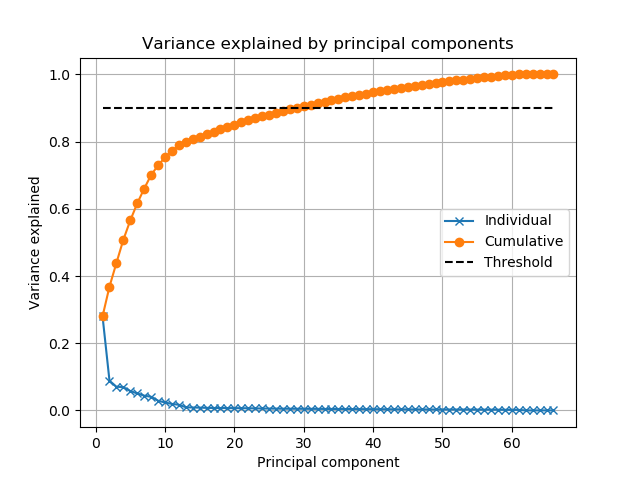 Variance explained by principal components
1.0
0.8
0.6
0.4
0.2
0.0
Variance explained
Individual
Cumulative
Threshold
0 10 20 30 40 50 60
Principal component